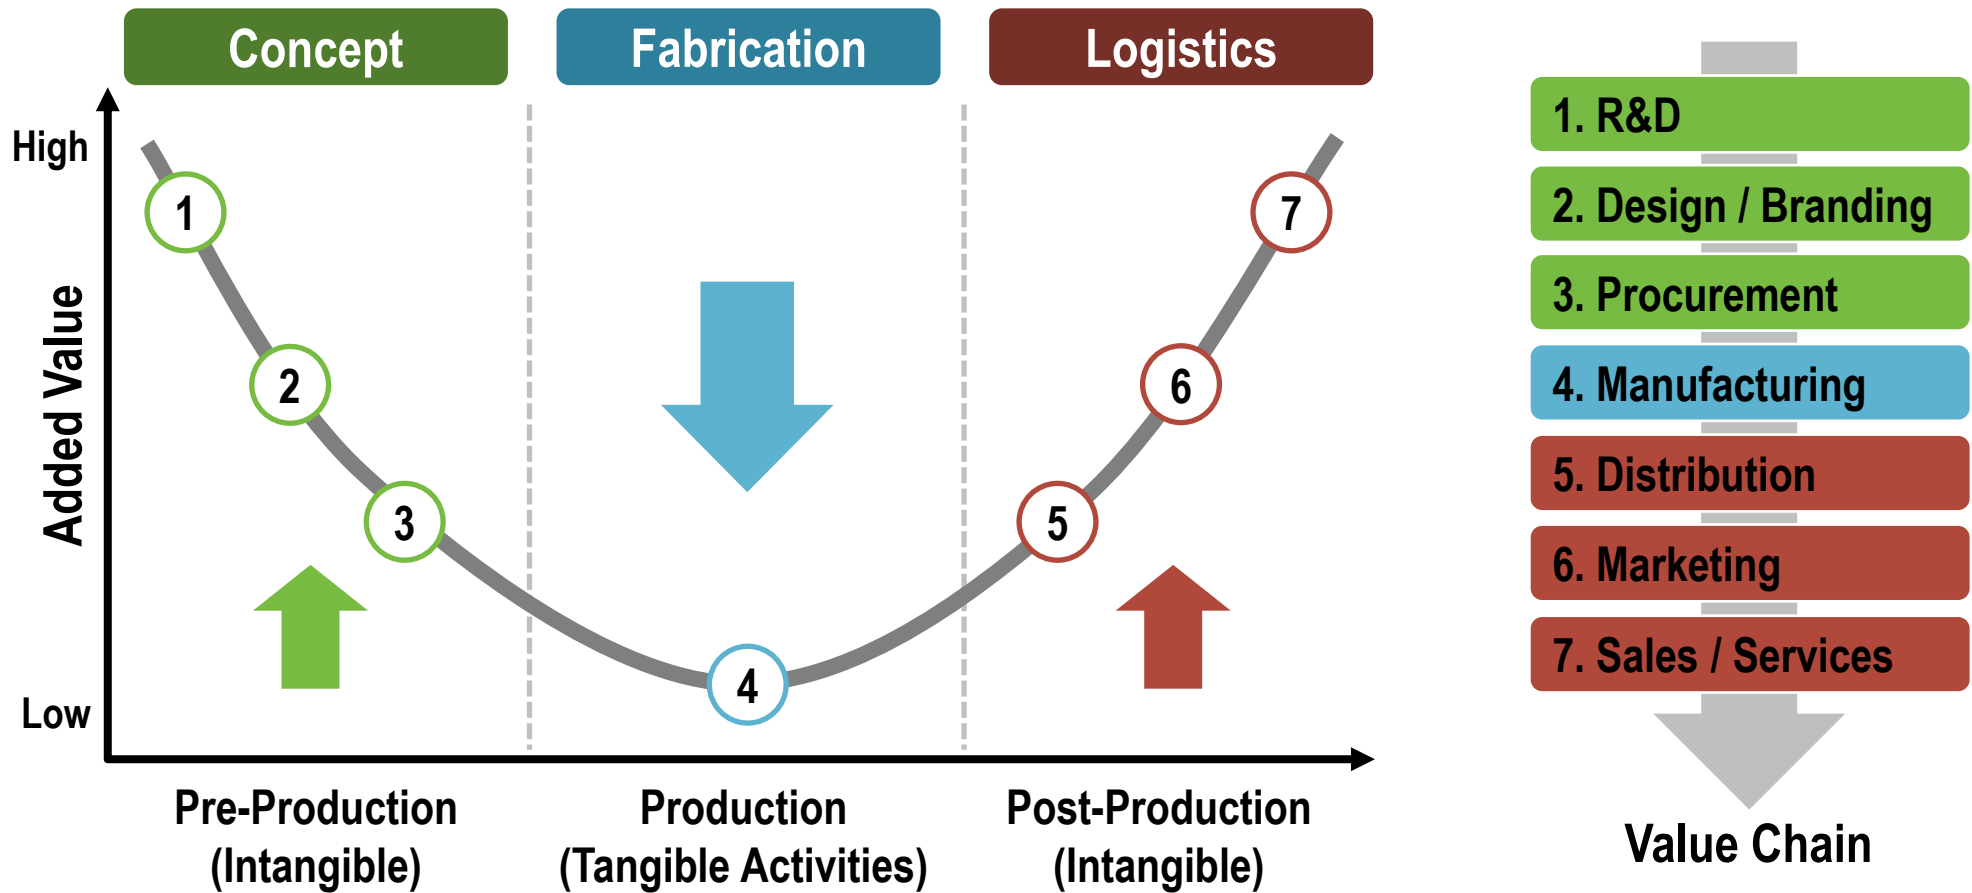 Concept
Fabrication
Logistics
High
Low
Added Value
1
2
3
4
5
6
7
Pre-Production
(Intangible)
Production
(Tangible Activities)
Post-Production
(Intangible)
1. R&D
2. Design / Branding
3. Procurement
4. Manufacturing
5. Distribution
6. Marketing
7. Sales / Services
Value Chain